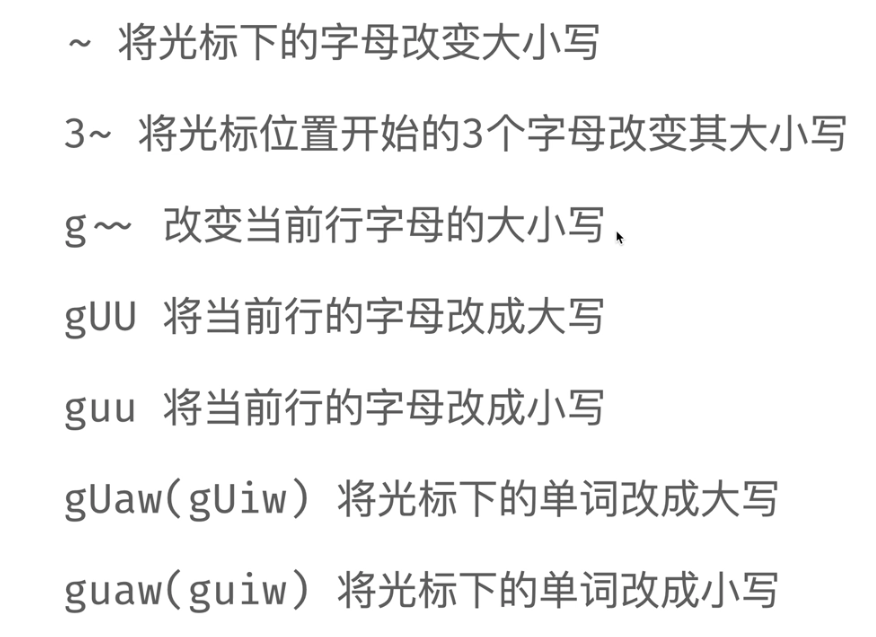 ~ 将光标下的字母改变大小写
3~ 将光标位置开始的3个字母改变其大小写
g~~ 改变当前行字母的大小写
gUU 将当前行的字母改成大写
guu 将当前行的字母改成小写
gUaw(gUiw) 将光标下的单词改成大写
guaw(guiw) 将光标下的单词改成小写